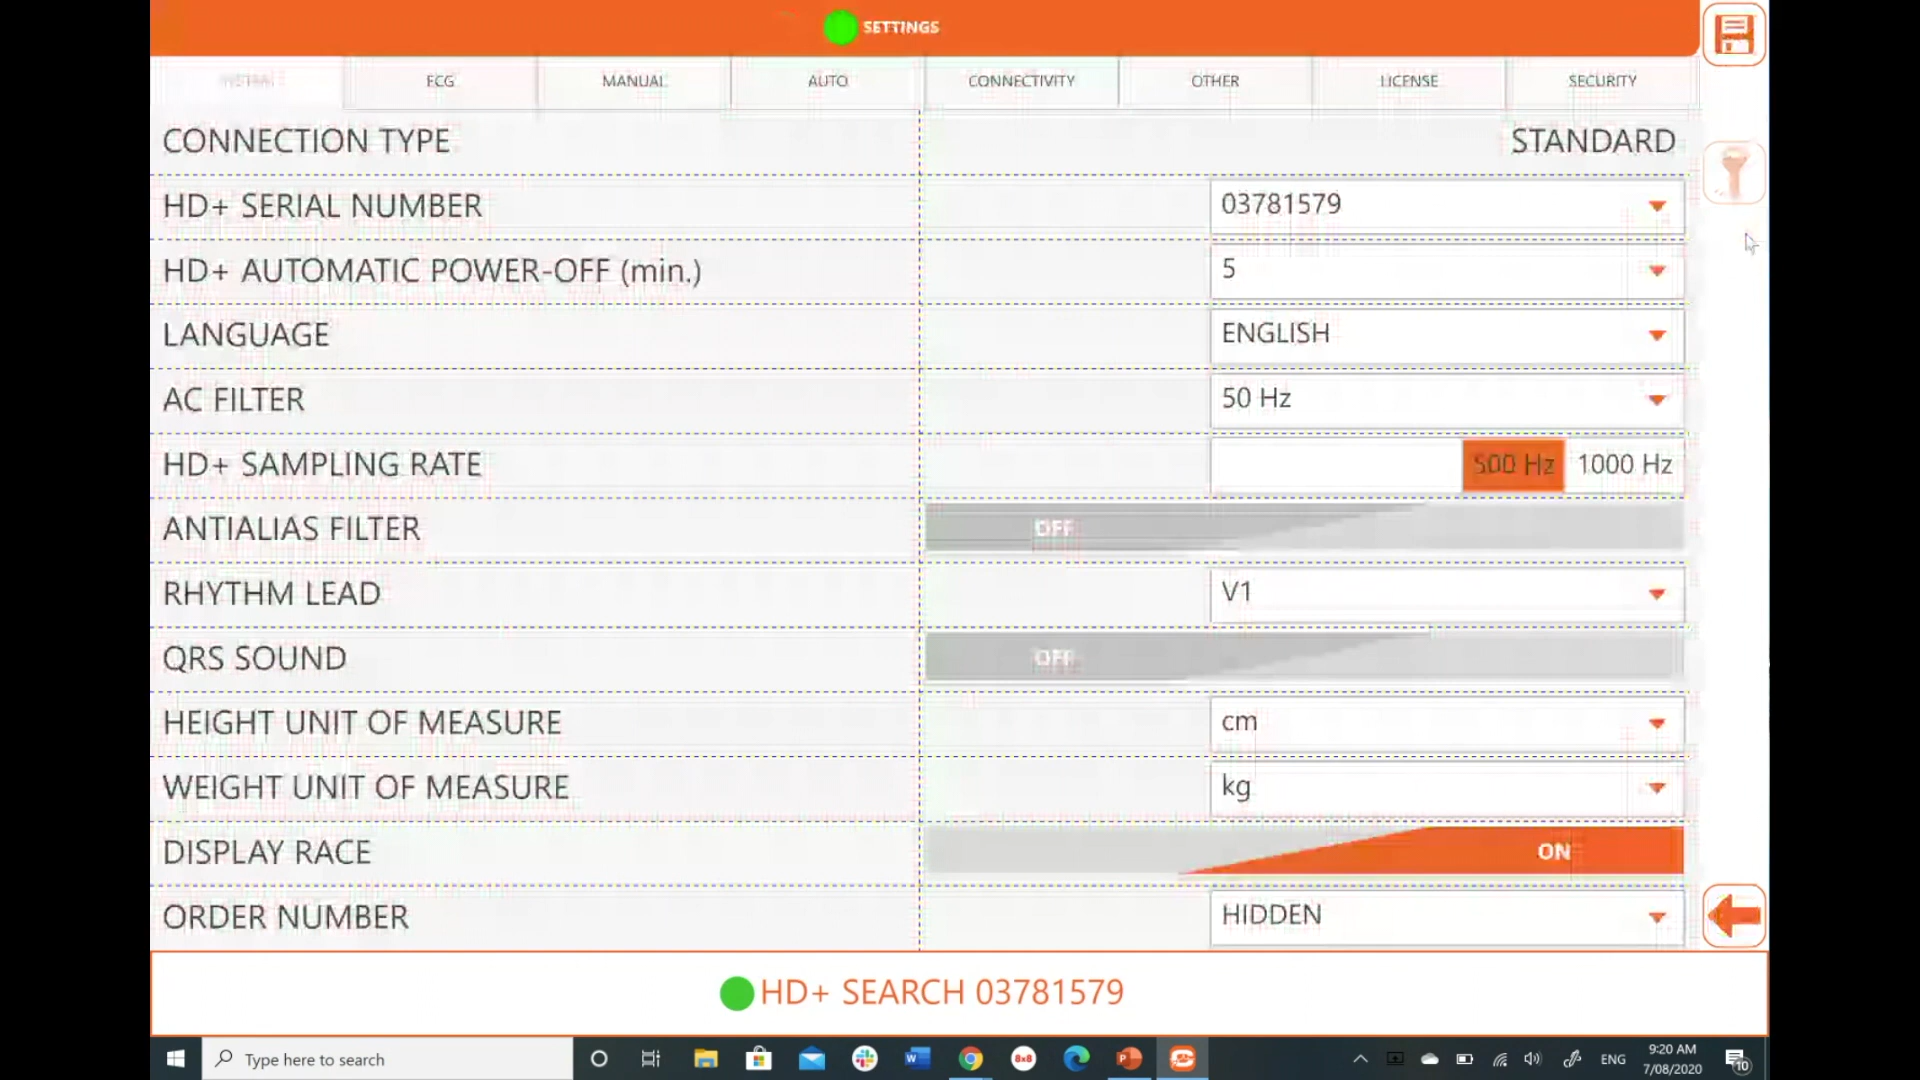 SETTINGS
ECG
MANUAL
AUTO
CONNECTIVITY
OTHER
LICENSE
SECURITY
CONNECTION TYPE STANDARD
HD+ SERIAL NUMBER 03781579
HD+ AUTOMATIC POWER-OFF (min.) 5
LANGUAGE ENGLISH
AC FILTER 50 Hz
HD+ SAMPLING RATE 500 Hz 1000 Hz
ANTIALIAS FILTER OFF
RHYTHM LEAD V1
QRS SOUND OFF
HEIGHT UNIT OF MEASURE cm
WEIGHT UNIT OF MEASURE kg
DISPLAY RACE ON
ORDER NUMBER HIDDEN
HD+ SEARCH 03781579
Type here to search
W
8x8
P
ENG
9:20 AM
7/08/2020
10